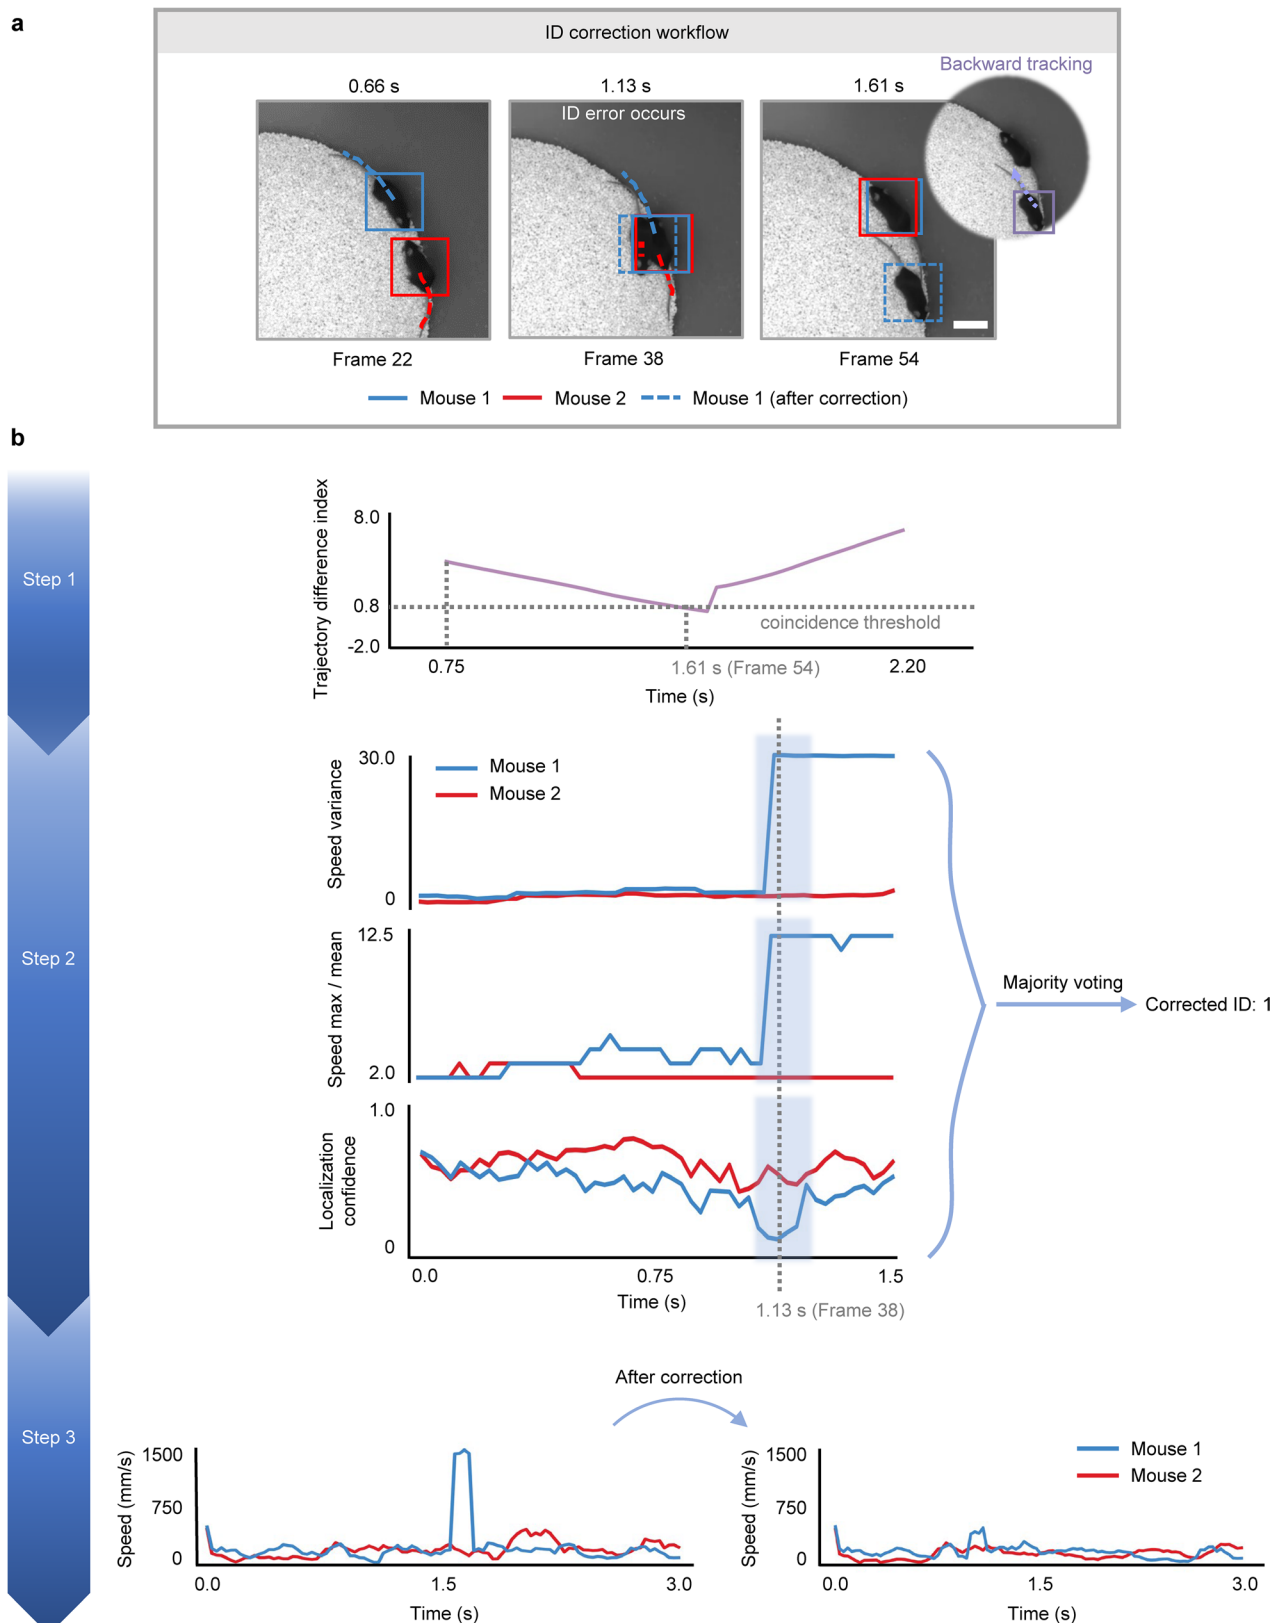 a
ID correction workflow
Backward tracking
0.66 s
1.13 s
1.61 s
ID error occurs
Frame 22
Frame 38
Frame 54
Mouse 1
Mouse 2
Mouse 1 (after correction)
b
Step 1
Trajectory difference index
8.0
0.8
-2.0
coincidence threshold
0.75
1.61 s (Frame 54)
2.20
Time (s)
Step 2
Speed variance
30.0
0
Mouse 1
Mouse 2
Speed max / mean
12.5
2.0
Localization
confidence
1.0
0
0.0
0.75
1.5
Time (s)
1.13 s (Frame 38)
Majority voting
Corrected ID: 1
Step 3
After correction
Speed (mm/s)
1500
750
0
0.0
1.5
3.0
Time (s)
Speed (mm/s)
1500
750
0
0.0
1.5
3.0
Time (s)
Mouse 1
Mouse 2